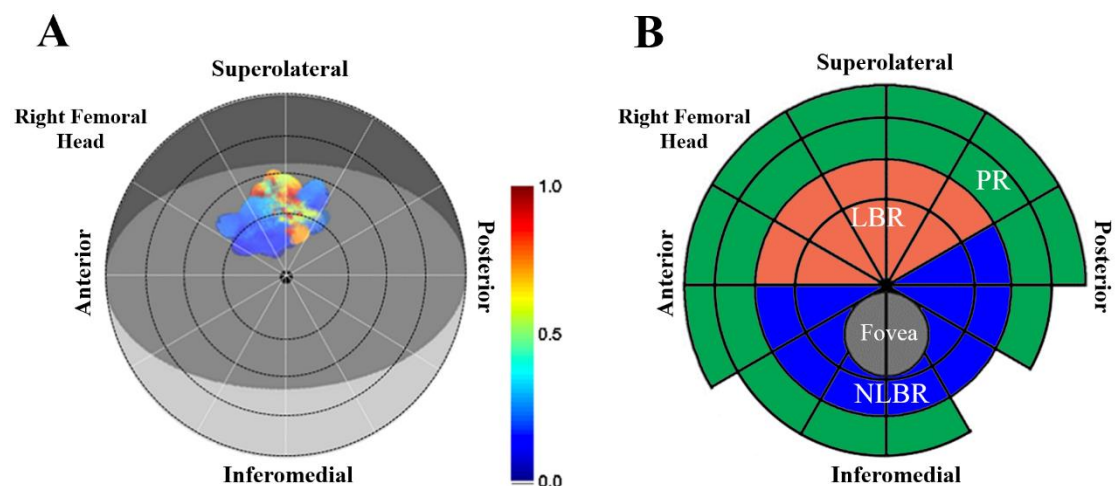 A
Superolateral
Right Femoral
Head
Anterior
Posterior
Inferomedial
1.0
0.5
0.0
B
Superolateral
Right Femoral
Head
PR
LBR
Anterior
Posterior
Fovea
NLBR
Inferomedial